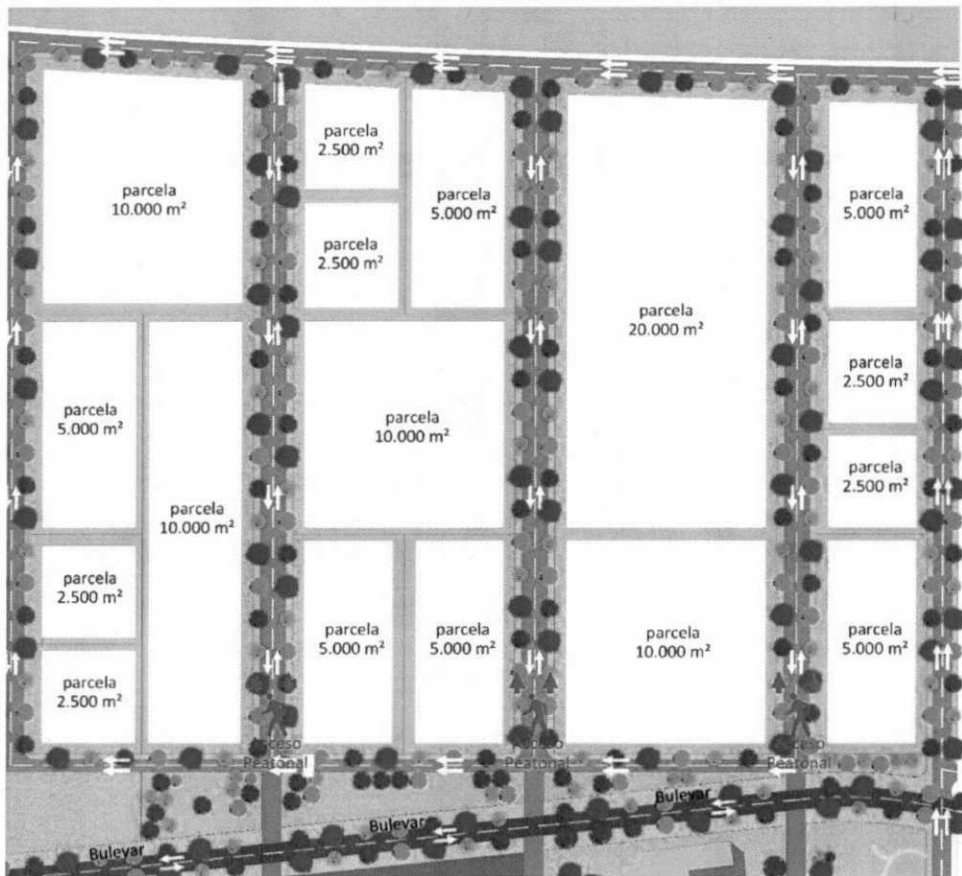 parcela
10.000 m²
parcela
5.000 m²
parcela
10.000 m²
parcela
2.500 m²
parcela
2.500 m²
parcela
2.500 m²
parcela
2.500 m²
parcela
5.000 m²
parcela
10.000 m²
parcela
5.000 m²
parcela
5.000 m²
parcela
20.000 m²
parcela
10.000 m²
parcela
5.000 m²
parcela
2.500 m²
parcela
2.500 m²
parcela
5.000 m²
Acceso
Peatonal
Acceso
Peatonal
Acceso
Peatonal
Bulevar
Bulevar
Bulevar